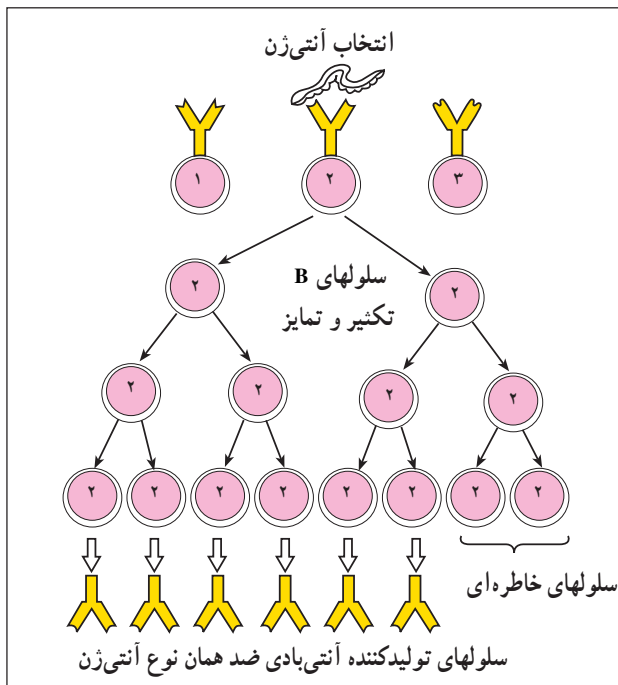 انتخاب آنتی‌ژن
۱ ۲ ۳
۲ ۲
سلولهای B
تکثیر و تمایز
۲ ۲ ۲ ۲
۲ ۲ ۲ ۲ ۲ ۲ ۲ ۲
سلولهای خاطره‌ای
سلولهای تولیدکننده آنتی‌بادی ضد همان نوع آنتی‌ژن